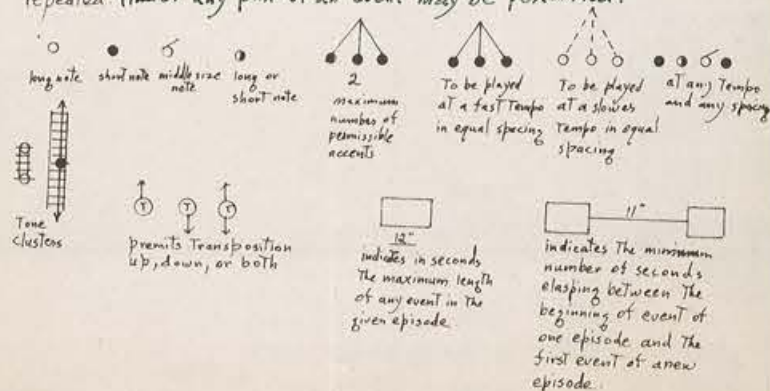 repeated any part of an event may be
long note
short note
middle size
note
long or
short note
2
maximum
number of
permissible
accents
To be played
at a fast Tempo
in equal spacing
To be played
at a slower
Tempo in equal
spacing
at any Tempo
and any spacing
Tone
clusters
T T T
premits Transposition
up, down, or both
12"
indicates in seconds
The maximum length
of any event in The
given episode
11"
indicates The minimum
number of seconds
elasping between The
beginning of event of
one episode and The
first event of a new
episode.